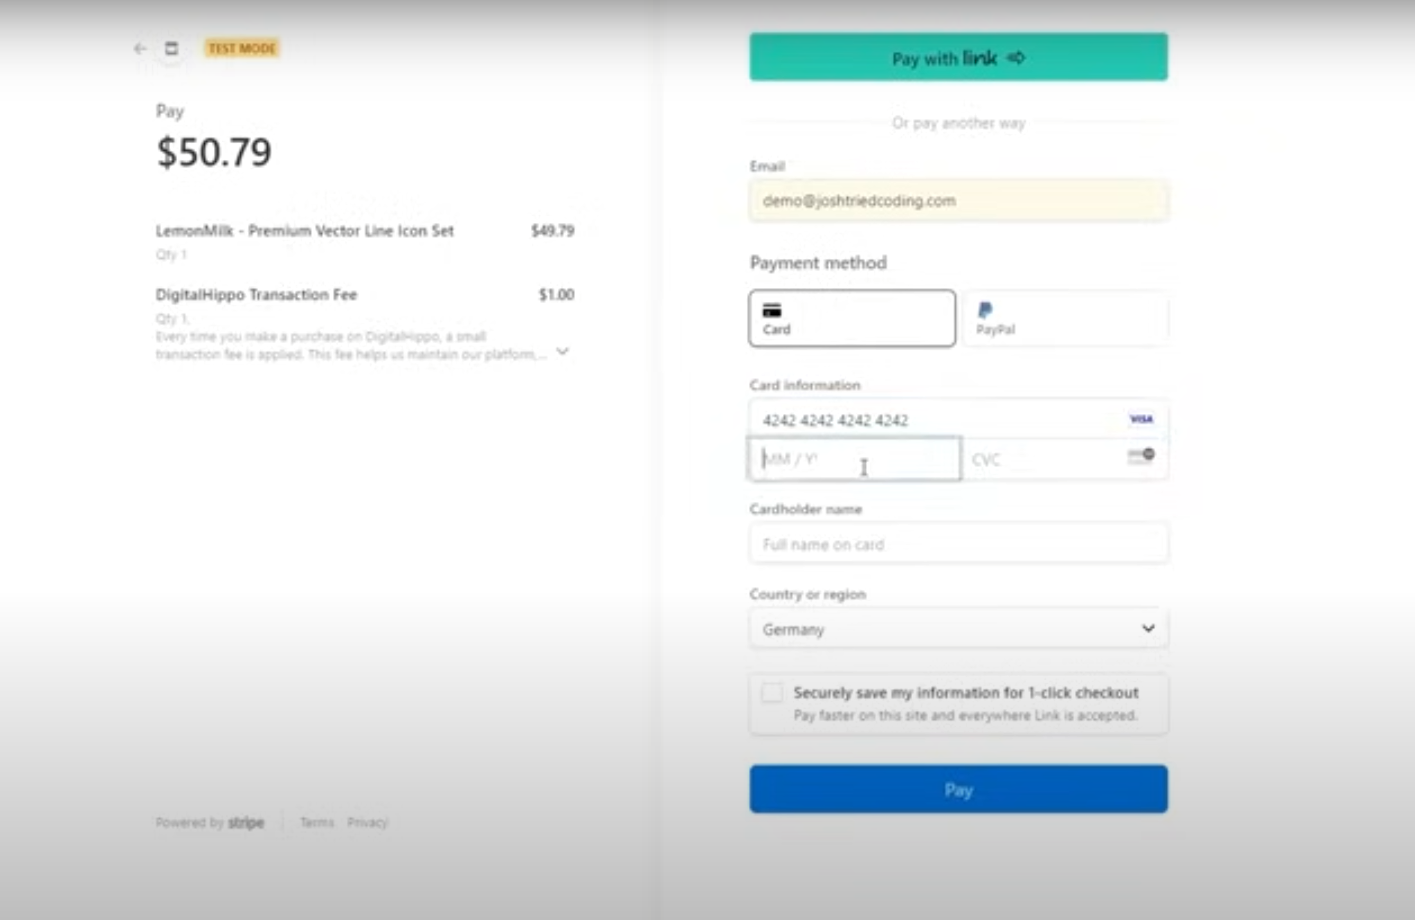 TEST MODE
Pay
$50.79
LemonMilk - Premium Vector Line Icon Set $49.79
Qty 1
DigitalHippo Transaction Fee $1.00
Qty 1,
Every time you make a purchase on DigitalHippo, a small
transaction fee is applied. This fee helps us maintain our platform,...
Powered by stripe Terms Privacy
Pay with link
Or pay another way
Email
demo@joshtriedcoding.com
Payment method
Card
PayPal
Card information
4242 4242 4242 4242 VISA
MM / Y
CVC
Cardholder name
Full name on card
Country or region
Germany
Securely save my information for 1-click checkout
Pay faster on this site and everywhere Link is accepted.
Pay